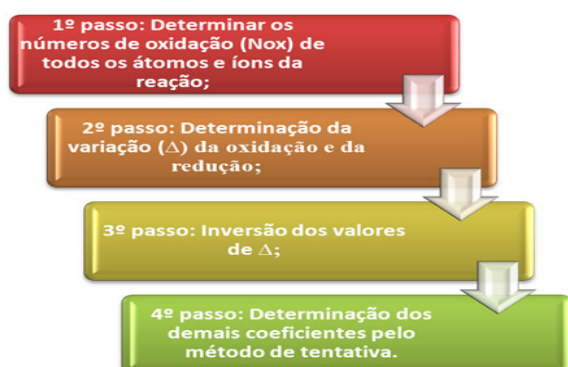 1º passo: Determinar os
números de oxidação (Nox) de
todos os átomos e íons da
reação;
2º passo: Determinação da
variação (∆) da oxidação e da
redução;
3º passo: Inversão dos valores
de ∆;
4º passo: Determinação dos
demais coeficientes pelo
método de tentativa.